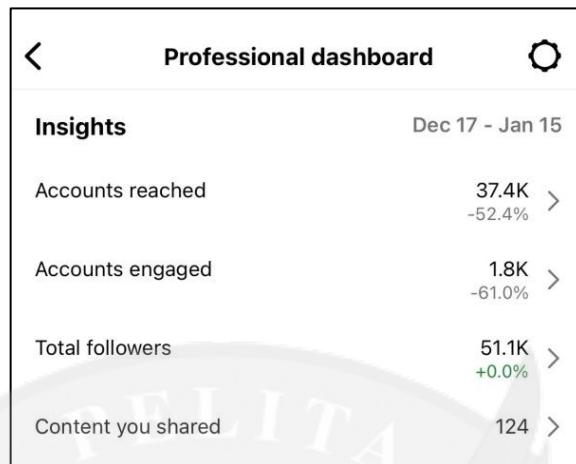 Professional dashboard
Insights Dec 17 - Jan 15
Accounts reached 37.4K
-52.4%
Accounts engaged 1.8K
-61.0%
Total followers 51.1K
+0.0%
Content you shared 124
PELITA